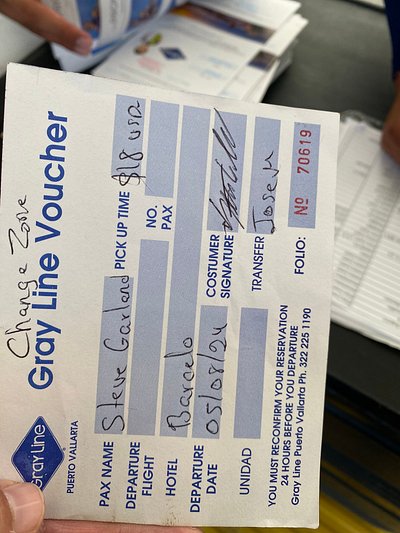 Change Zone
GrayLine
PUERTO VALLARTA
Gray Line Voucher
PAX NAME Steve Garland PICK UP TIME $18 USD
DEPARTURE FLIGHT NO. PAX
HOTEL Barcelo
DEPARTURE DATE 05/08/24 COSTUMER SIGNATURE
UNIDAD TRANSFER Jose M
YOU MUST RECONFIRM YOUR RESERVATION
24 HOURS BEFORE YOU DEPARTURE
Gray Line Puerto Vallarta Ph. 322 225 1190
FOLIO: Nº 70619